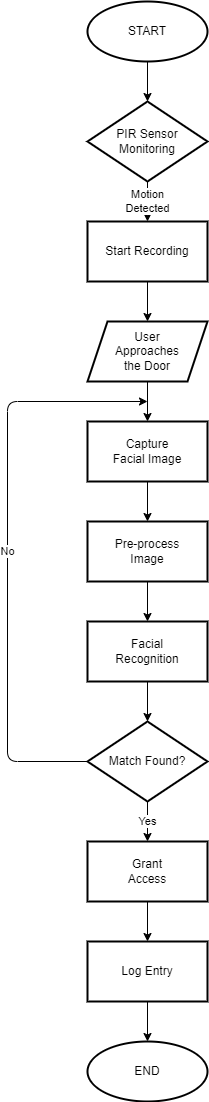 START
PIR Sensor
Monitoring
Motion
Detected
Start Recording
User
Approaches
the Door
Capture
Facial Image
Pre-process
Image
No
Facial
Recognition
Match Found?
Yes
Grant
Access
Log Entry
END